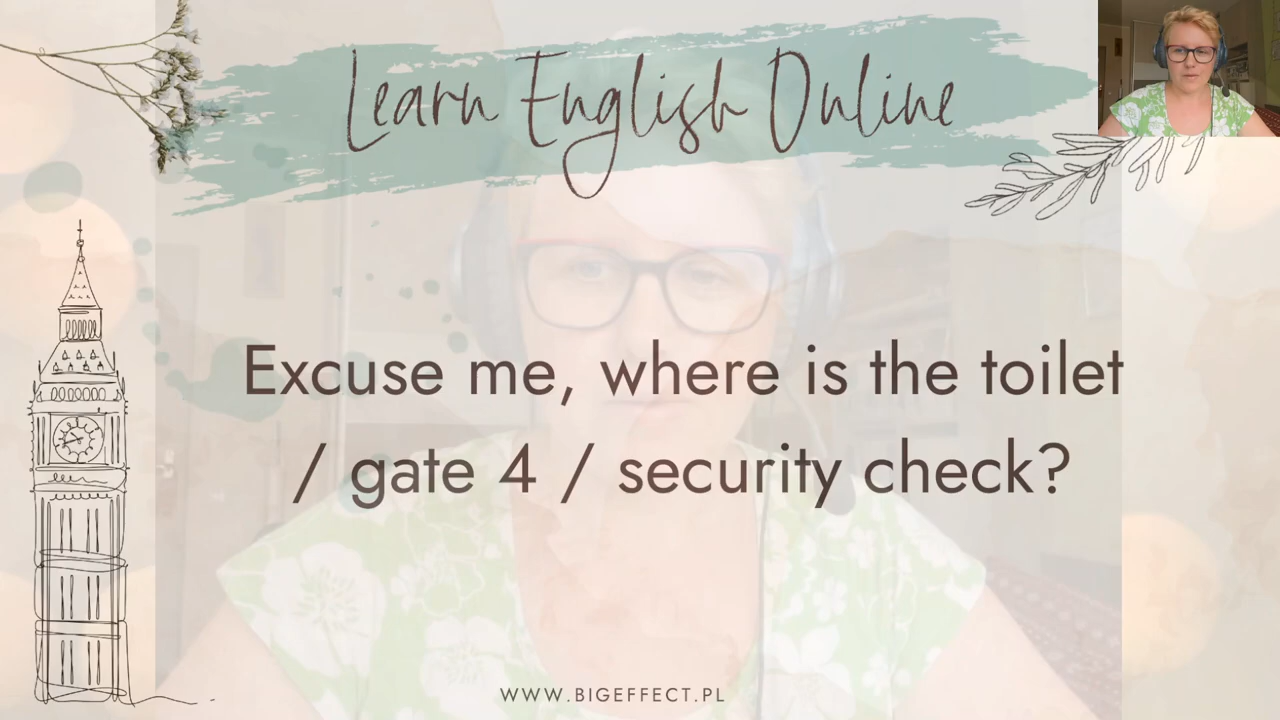 Learn English Online
Excuse me, where is the toilet
/ gate 4 / security check?
WWW.BIGEFFECT.PL